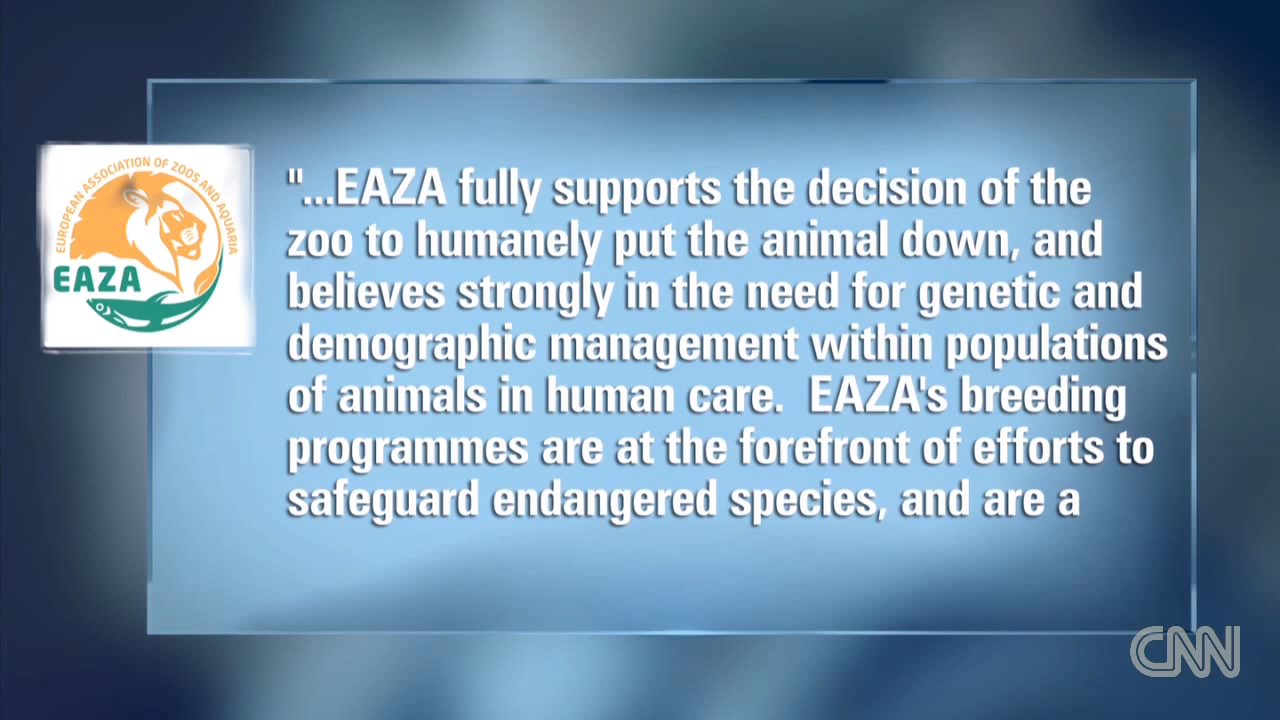 EUROPEAN ASSOCIATION OF ZOOS AND AQUARIA
EAZA
"...EAZA fully supports the decision of the
zoo to humanely put the animal down, and
believes strongly in the need for genetic and
demographic management within populations
of animals in human care.  EAZA's breeding
programmes are at the forefront of efforts to
safeguard endangered species, and are a
CNN